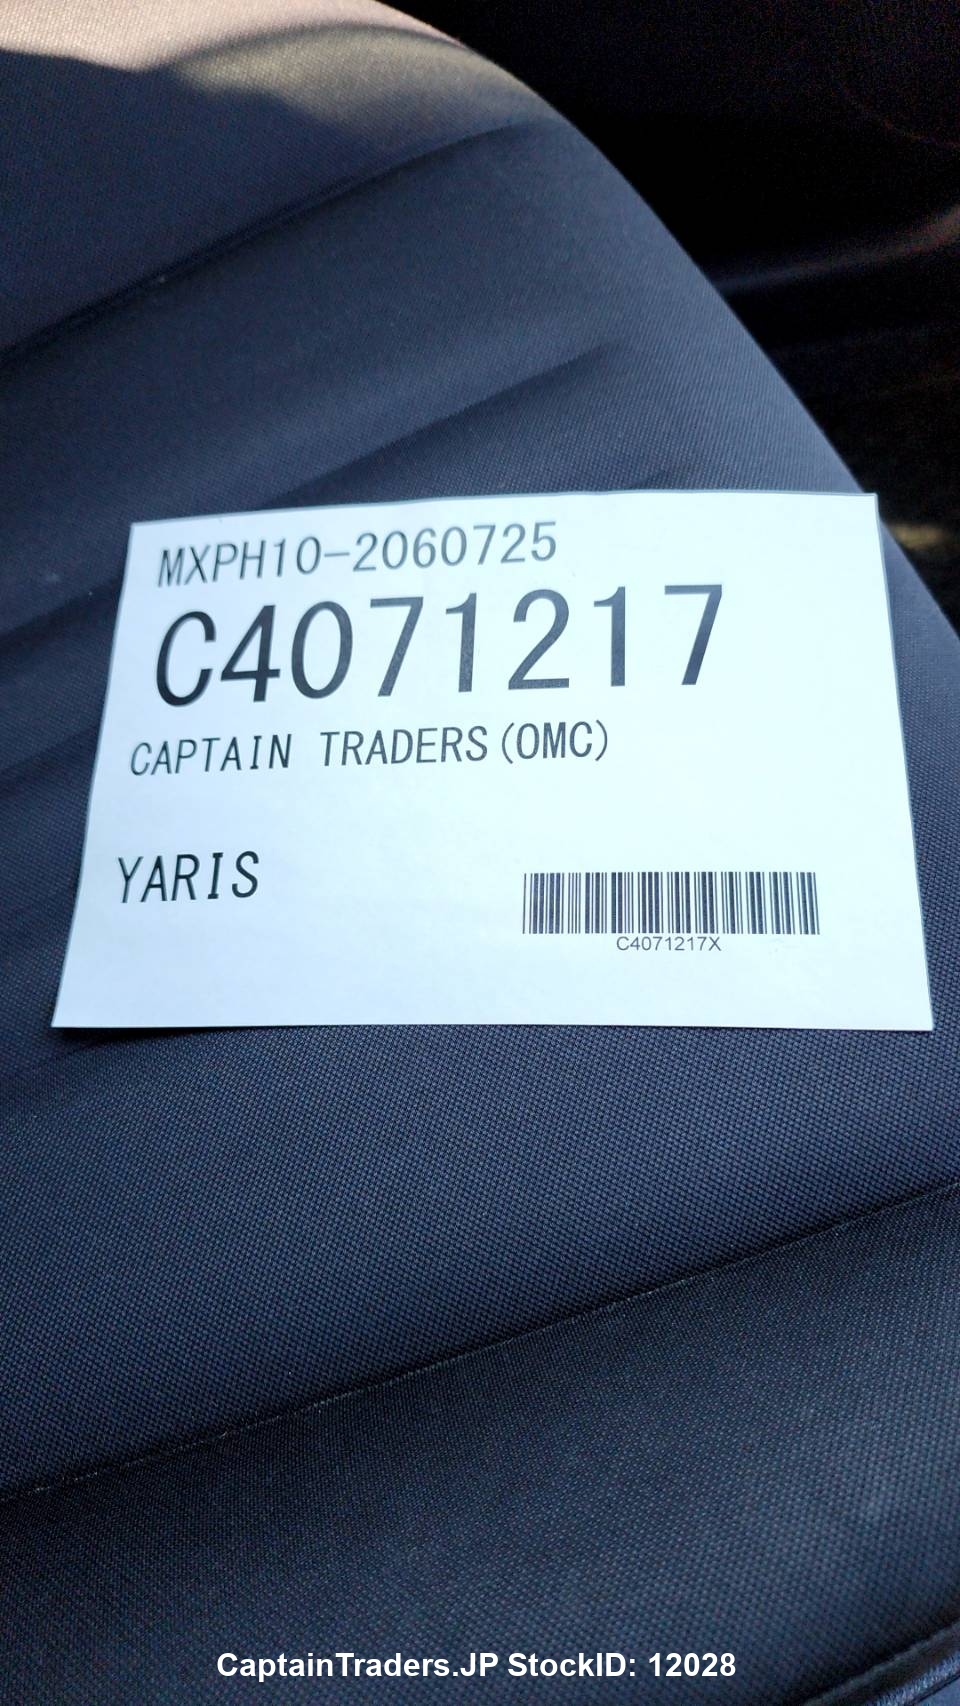 MXPH10-2060725
C4071217
CAPTAIN TRADERS(OMC)
YARIS
C4071217X
CaptainTraders.JP StockID: 12028